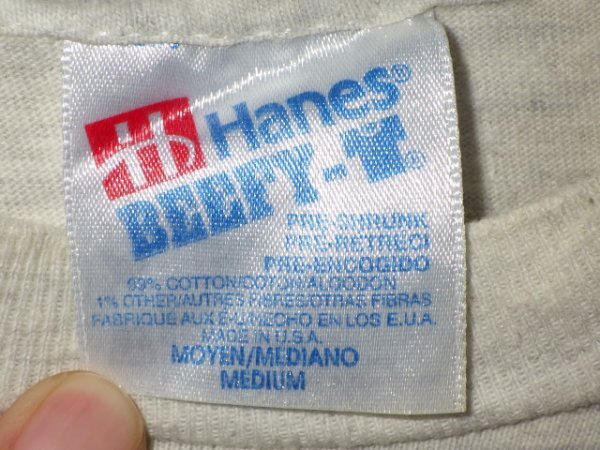 Hanes®
BEEFY-T®
PRE-SHRUNK
PRE-RETRECI
PRE-ENCOGIDO
99% COTTON/COTON/ALGODON
1% OTHER/AUTRES FIBRES/OTRAS FIBRAS
FABRIQUE AUX E-U/HECHO EN LOS E.U.A.
MADE IN U.S.A.
MOYEN/MEDIANO
MEDIUM